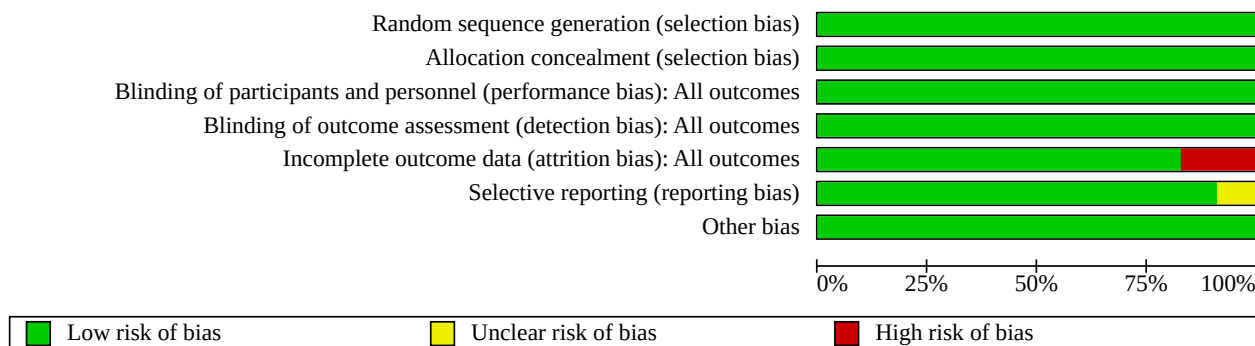 Random sequence generation (selection bias)
Allocation concealment (selection bias)
Blinding of participants and personnel (performance bias): All outcomes
Blinding of outcome assessment (detection bias): All outcomes
Incomplete outcome data (attrition bias): All outcomes
Selective reporting (reporting bias)
Other bias
0% 25% 50% 75% 100%
Low risk of bias Unclear risk of bias High risk of bias